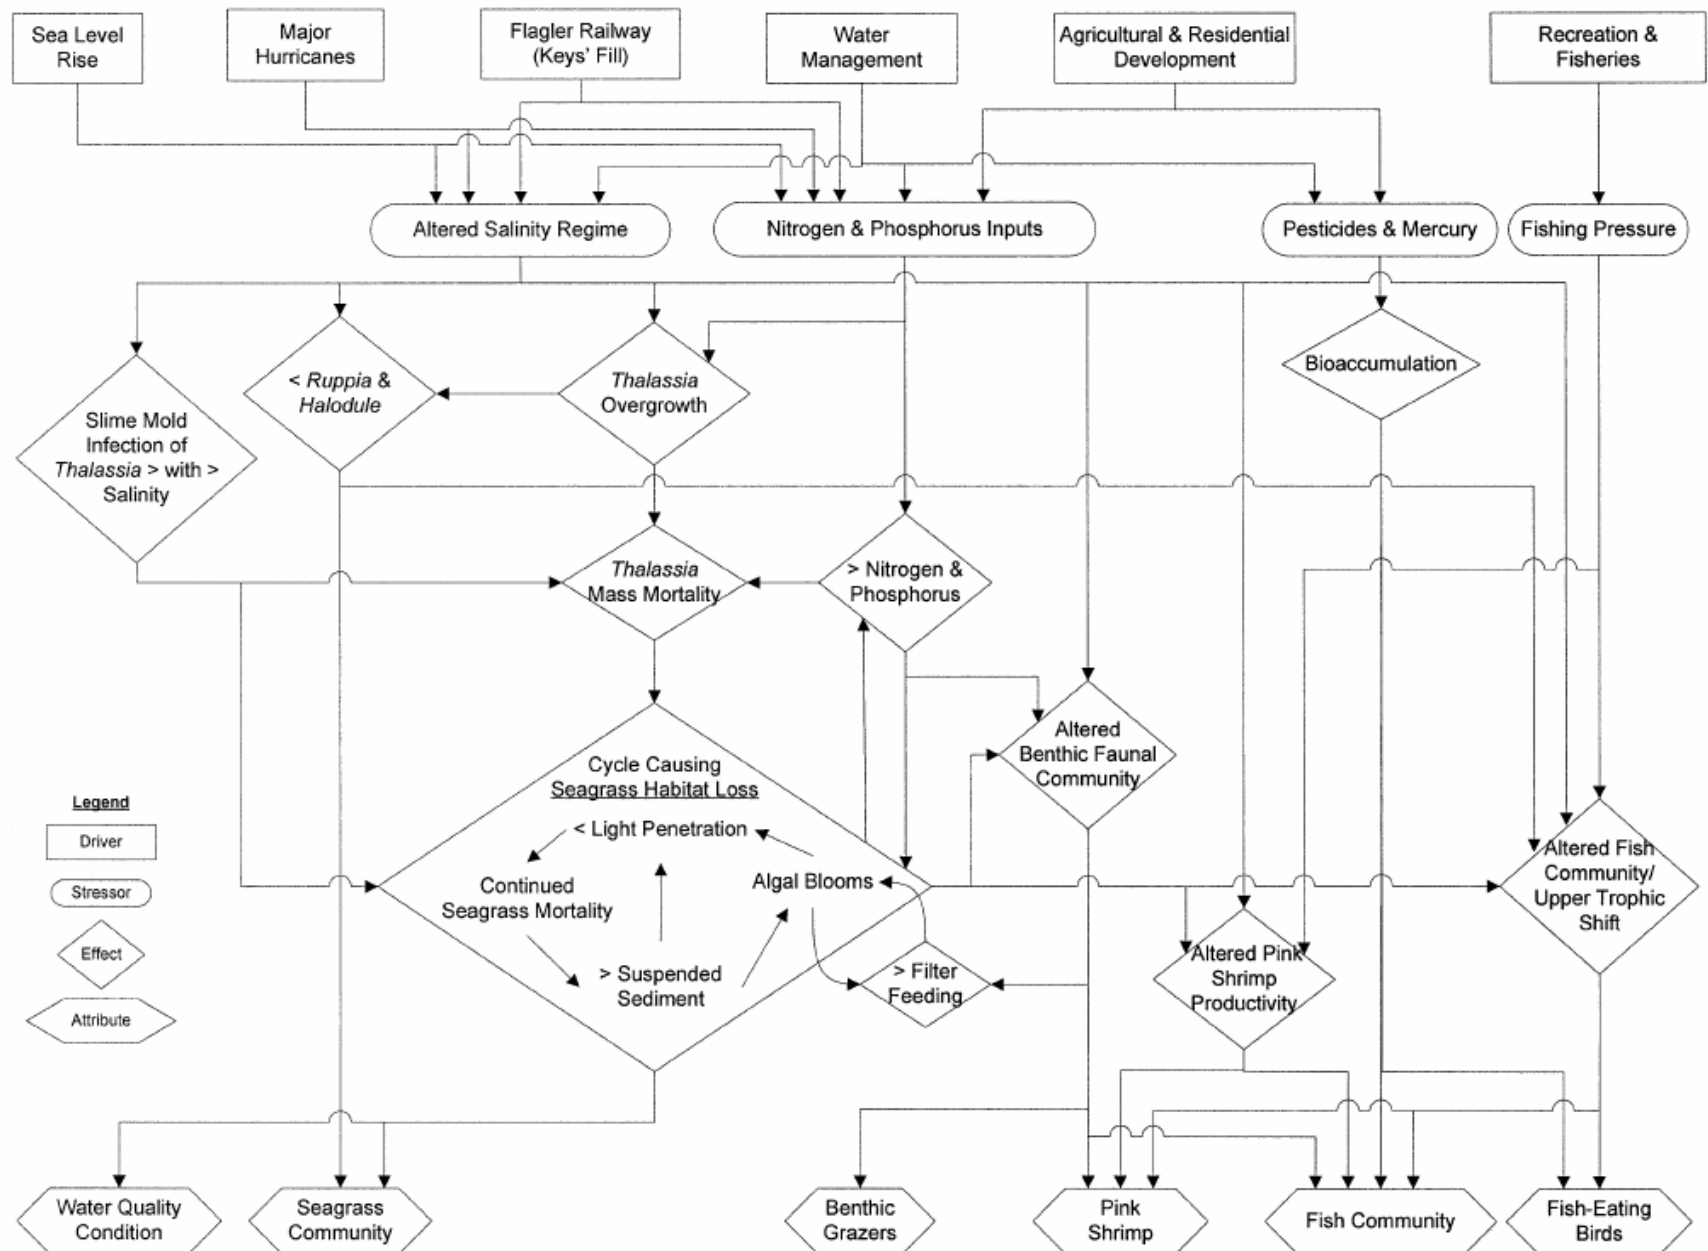 Sea Level
Rise
Major
Hurricanes
Flagler Railway
(Keys' Fill)
Water
Management
Agricultural & Residential
Development
Recreation &
Fisheries
Altered Salinity Regime
Nitrogen & Phosphorus Inputs
Pesticides & Mercury
Fishing Pressure
Slime Mold
Infection of
Thalassia > with >
Salinity
< Ruppia &
Halodule
Thalassia
Overgrowth
Bioaccumulation
Thalassia
Mass Mortality
> Nitrogen &
Phosphorus
Altered
Benthic Faunal
Community
Cycle Causing
Seagrass Habitat Loss
< Light Penetration
Continued
Seagrass Mortality
Algal Blooms
> Suspended
Sediment
> Filter
Feeding
Altered Pink
Shrimp
Productivity
Altered Fish
Community/
Upper Trophic
Shift
Legend
Driver
Stressor
Effect
Attribute
Water Quality
Condition
Seagrass
Community
Benthic
Grazers
Pink
Shrimp
Fish Community
Fish-Eating
Birds